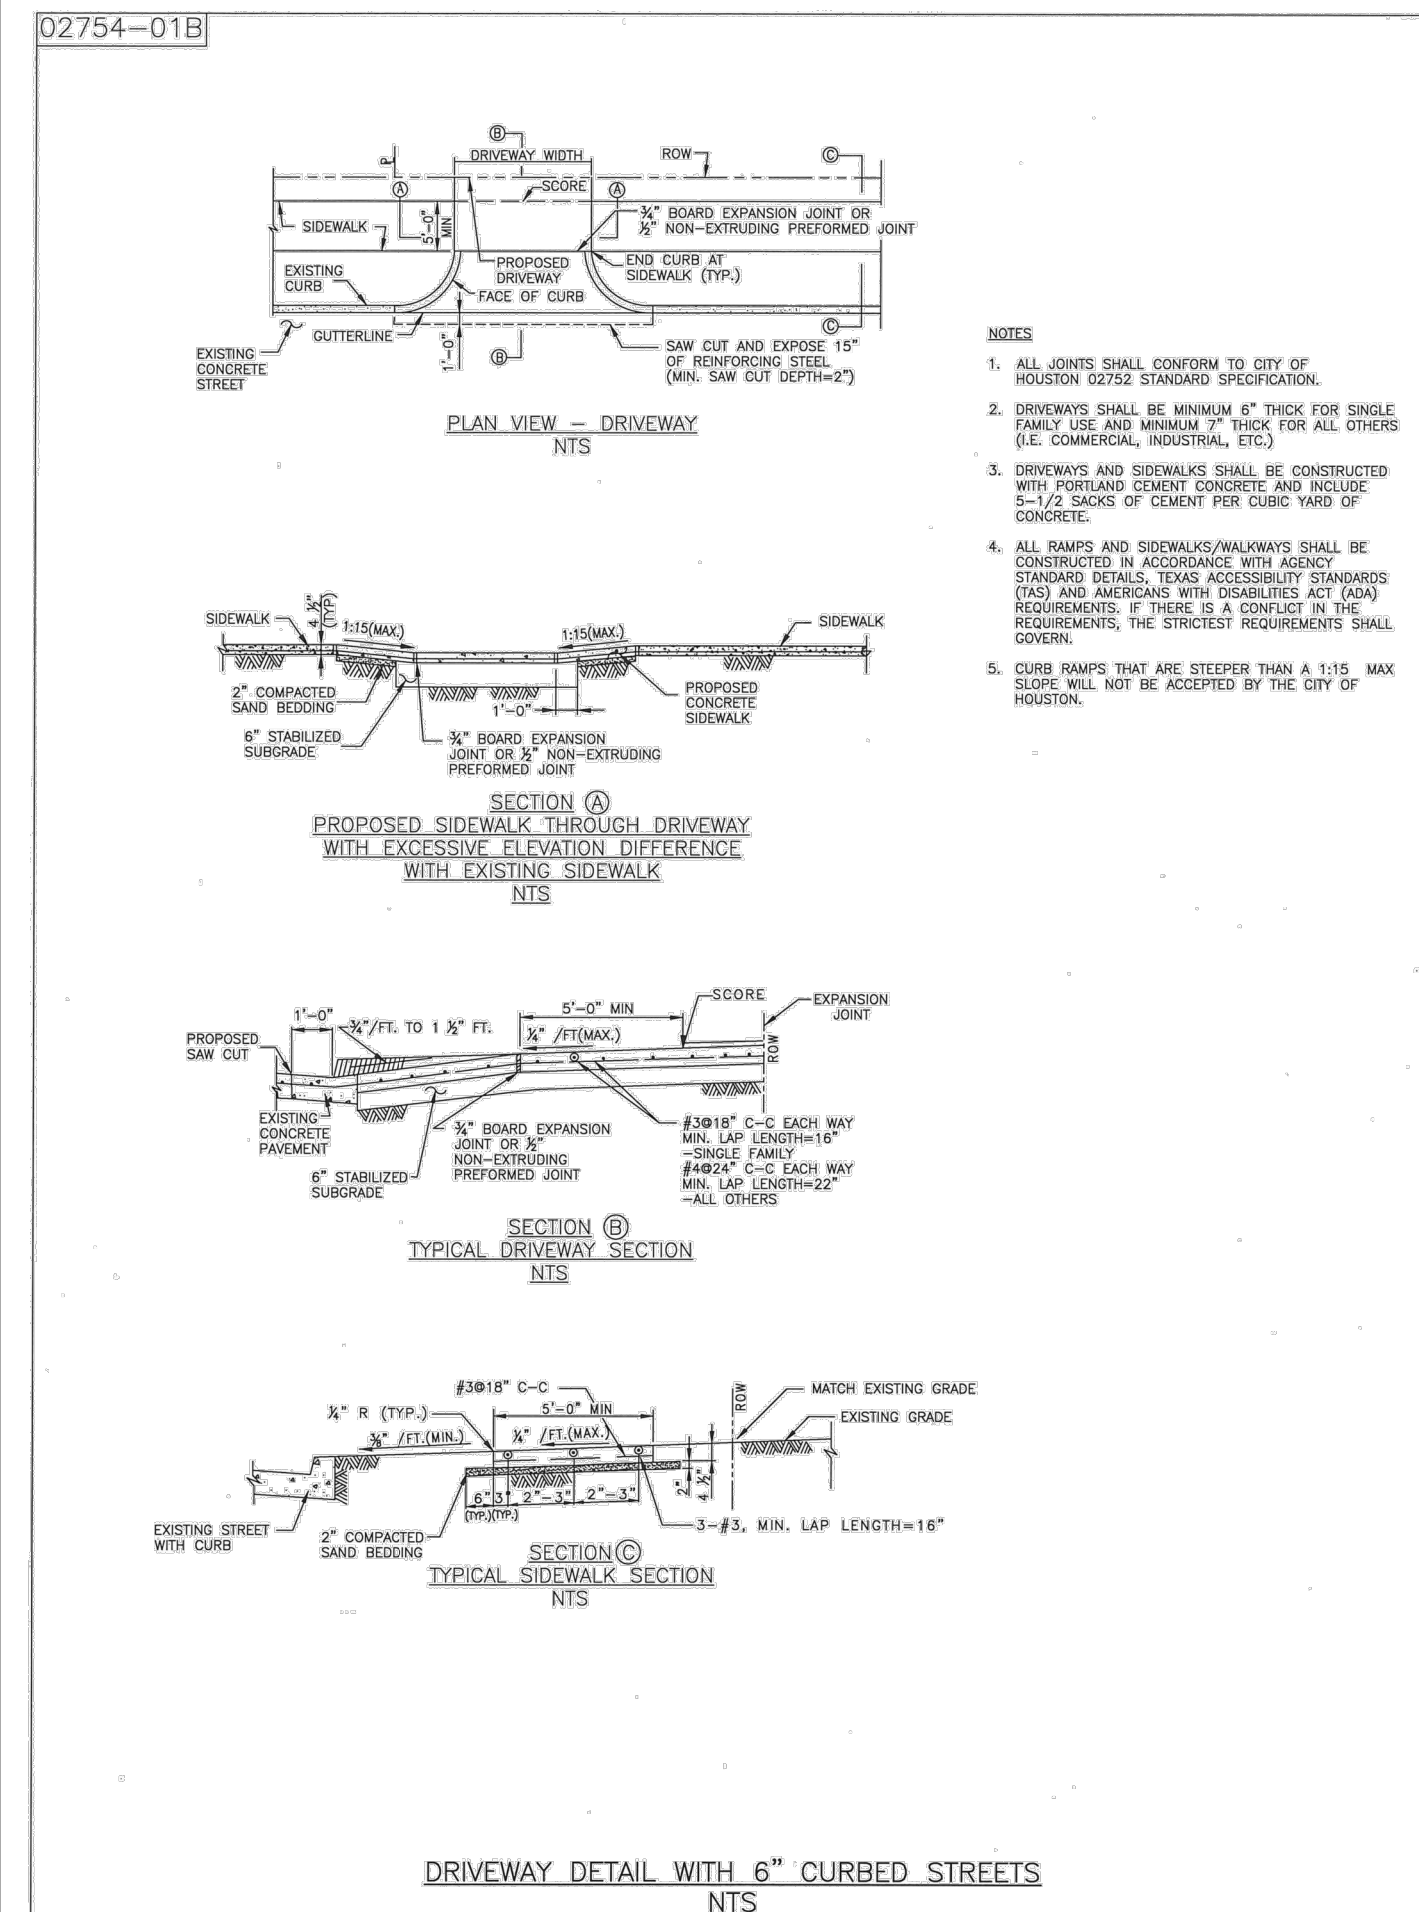 02754-01B
B
DRIVEWAY WIDTH
ROW
C
P
A
SCORE
A
SIDEWALK
5'-0"
MIN
¾" BOARD EXPANSION JOINT OR
½" NON-EXTRUDING PREFORMED JOINT
EXISTING
CURB
PROPOSED
DRIVEWAY
END CURB AT
SIDEWALK (TYP.)
FACE OF CURB
GUTTERLINE
1'-0"
B
C
EXISTING
CONCRETE
STREET
SAW CUT AND EXPOSE 15"
OF REINFORCING STEEL
(MIN. SAW CUT DEPTH=2")
PLAN VIEW - DRIVEWAY
NTS
NOTES
1. ALL JOINTS SHALL CONFORM TO CITY OF
HOUSTON 02752 STANDARD SPECIFICATION.
2. DRIVEWAYS SHALL BE MINIMUM 6" THICK FOR SINGLE
FAMILY USE AND MINIMUM 7" THICK FOR ALL OTHERS
(I.E. COMMERCIAL, INDUSTRIAL, ETC.)
3. DRIVEWAYS AND SIDEWALKS SHALL BE CONSTRUCTED
WITH PORTLAND CEMENT CONCRETE AND INCLUDE
5-1/2 SACKS OF CEMENT PER CUBIC YARD OF
CONCRETE.
4. ALL RAMPS AND SIDEWALKS/WALKWAYS SHALL BE
CONSTRUCTED IN ACCORDANCE WITH AGENCY
STANDARD DETAILS, TEXAS ACCESSIBILITY STANDARDS
(TAS) AND AMERICANS WITH DISABILITIES ACT (ADA)
REQUIREMENTS. IF THERE IS A CONFLICT IN THE
REQUIREMENTS, THE STRICTEST REQUIREMENTS SHALL
GOVERN.
5. CURB RAMPS THAT ARE STEEPER THAN A 1:15 MAX
SLOPE WILL NOT BE ACCEPTED BY THE CITY OF
HOUSTON.
SIDEWALK
4 ½"
(TYP)
1:15(MAX.)
1:15(MAX.)
SIDEWALK
2" COMPACTED
SAND BEDDING
1'-0"
PROPOSED
CONCRETE
SIDEWALK
6" STABILIZED
SUBGRADE
¾" BOARD EXPANSION
JOINT OR ½" NON-EXTRUDING
PREFORMED JOINT
SECTION A
PROPOSED SIDEWALK THROUGH DRIVEWAY
WITH EXCESSIVE ELEVATION DIFFERENCE
WITH EXISTING SIDEWALK
NTS
1'-0"
¾"/FT. TO 1 ½" FT.
5'-0" MIN
SCORE
EXPANSION
JOINT
PROPOSED
SAW CUT
¼" /FT(MAX.)
ROW
EXISTING
CONCRETE
PAVEMENT
¾" BOARD EXPANSION
JOINT OR ½"
NON-EXTRUDING
PREFORMED JOINT
6" STABILIZED
SUBGRADE
#3@18" C-C EACH WAY
MIN. LAP LENGTH=16"
-SINGLE FAMILY
#4@24" C-C EACH WAY
MIN. LAP LENGTH=22"
-ALL OTHERS
SECTION B
TYPICAL DRIVEWAY SECTION
NTS
#3@18" C-C
ROW
MATCH EXISTING GRADE
¼" R (TYP.)
5'-0" MIN
EXISTING GRADE
⅜" /FT.(MIN.)
¼" /FT.(MAX.)
6"
3"
2"-3"
2"-3"
2"
4 ½"
(TYP.)(TYP.)
EXISTING STREET
WITH CURB
2" COMPACTED
SAND BEDDING
3-#3, MIN. LAP LENGTH=16"
SECTION C
TYPICAL SIDEWALK SECTION
NTS
DRIVEWAY DETAIL WITH 6" CURBED STREETS
NTS